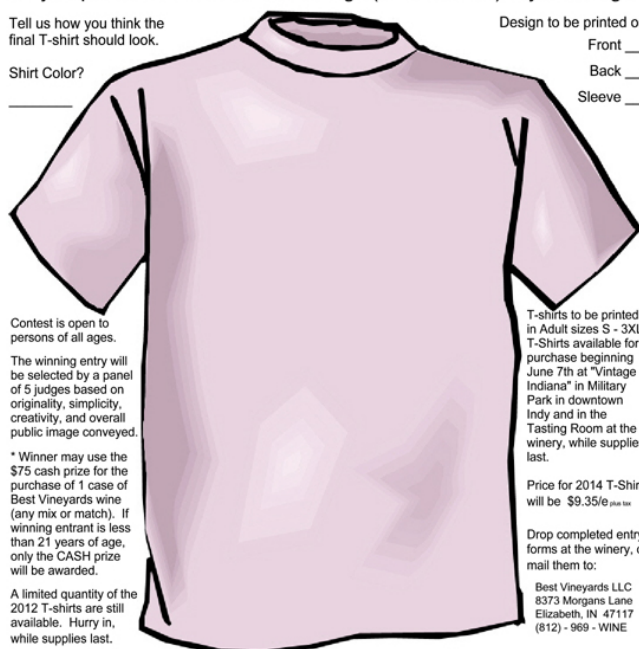 Tell us how you think the
final T-shirt should look.
Shirt Color?
Design to be printed o
Front
Back
Sleeve
Contest is open to
persons of all ages.
The winning entry will
be selected by a panel
of 5 judges based on
originality, simplicity,
creativity, and overall
public image conveyed.
* Winner may use the
$75 cash prize for the
purchase of 1 case of
Best Vineyards wine
(any mix or match).  If
winning entrant is less
than 21 years of age,
only the CASH prize
will be awarded.
A limited quantity of the
2012 T-shirts are still
available.  Hurry in,
while supplies last.
T-shirts to be printed
in Adult sizes S - 3XL
T-Shirts available for
purchase beginning
June 7th at "Vintage
Indiana" in Military
Park in downtown
Indy and in the
Tasting Room at the
winery, while supplie
last.
Price for 2014 T-Shir
will be  $9.35/e plus tax
Drop completed entry
forms at the winery, o
mail them to:
Best Vineyards LLC
8373 Morgans Lane
Elizabeth, IN  47117
(812) - 969 - WINE